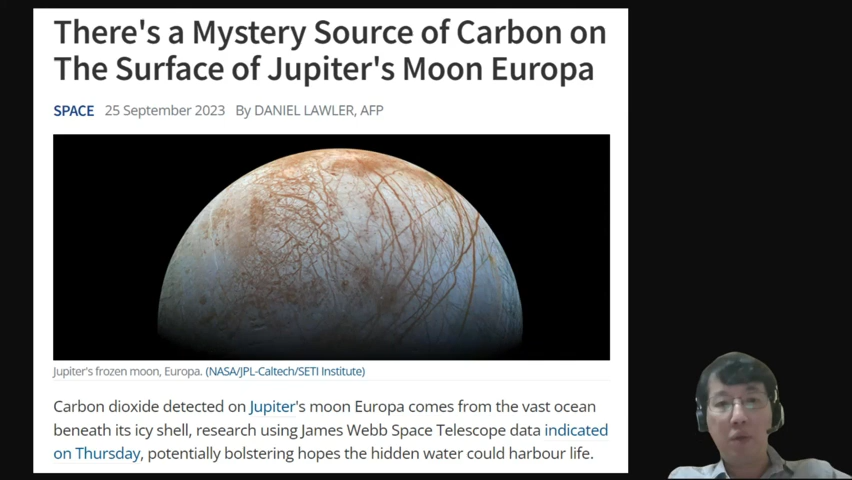 There's a Mystery Source of Carbon on
The Surface of Jupiter's Moon Europa
SPACE 25 September 2023 By DANIEL LAWLER, AFP
Jupiter's frozen moon, Europa. (NASA/JPL-Caltech/SETI Institute)
Carbon dioxide detected on Jupiter's moon Europa comes from the vast ocean
beneath its icy shell, research using James Webb Space Telescope data indicated
on Thursday, potentially bolstering hopes the hidden water could harbour life.